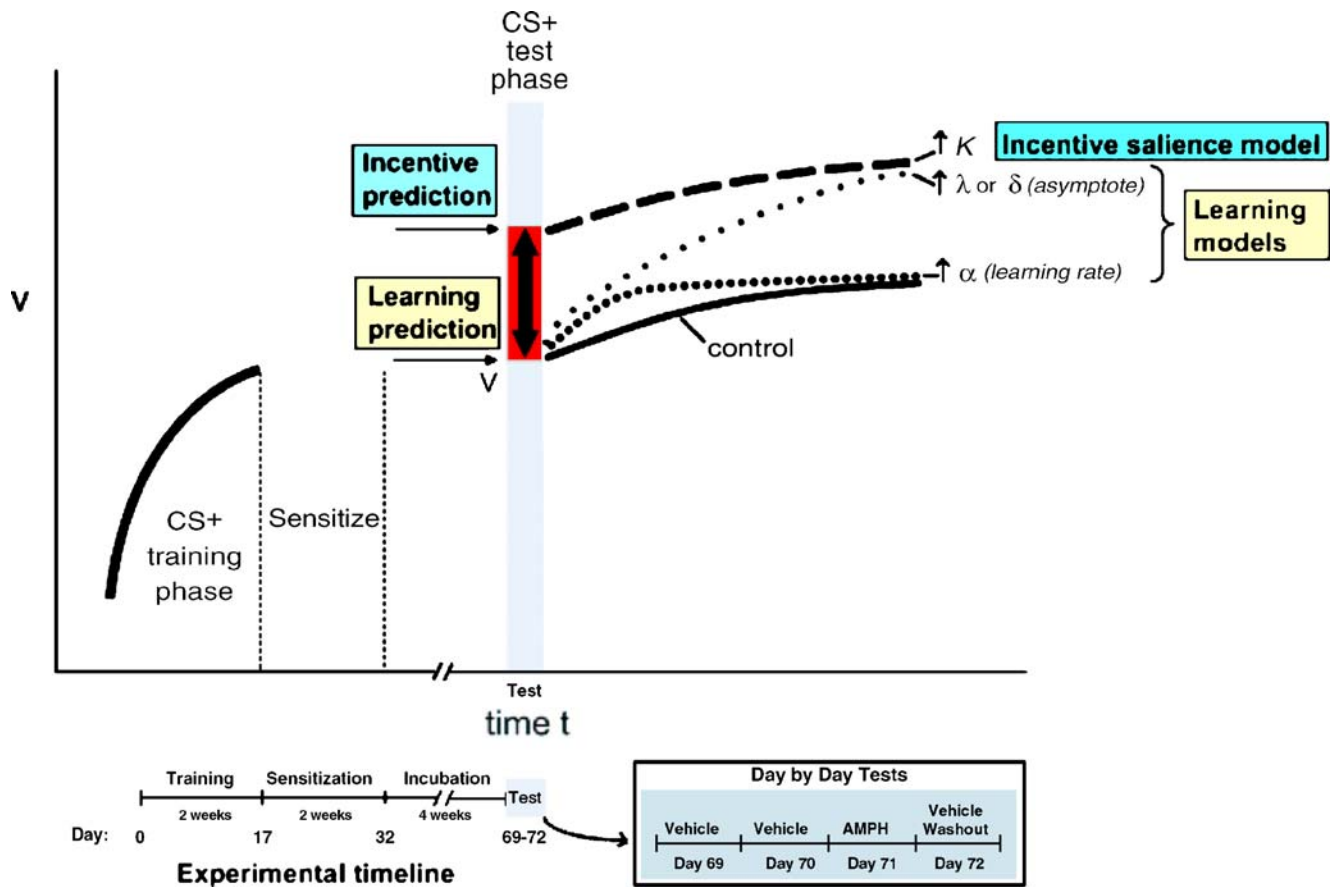 CS+
test
phase
Incentive
prediction
Learning
prediction
V
V
↑ K
Incentive salience model
↑ λ or δ (asymptote)
Learning
models
↑ α (learning rate)
control
CS+
training
phase
Sensitize
Test
time t
Training
Sensitization
Incubation
Test
2 weeks
2 weeks
4 weeks
Day:
0
17
32
69-72
Experimental timeline
Day by Day Tests
Vehicle
Vehicle
AMPH
Vehicle
Washout
Day 69
Day 70
Day 71
Day 72